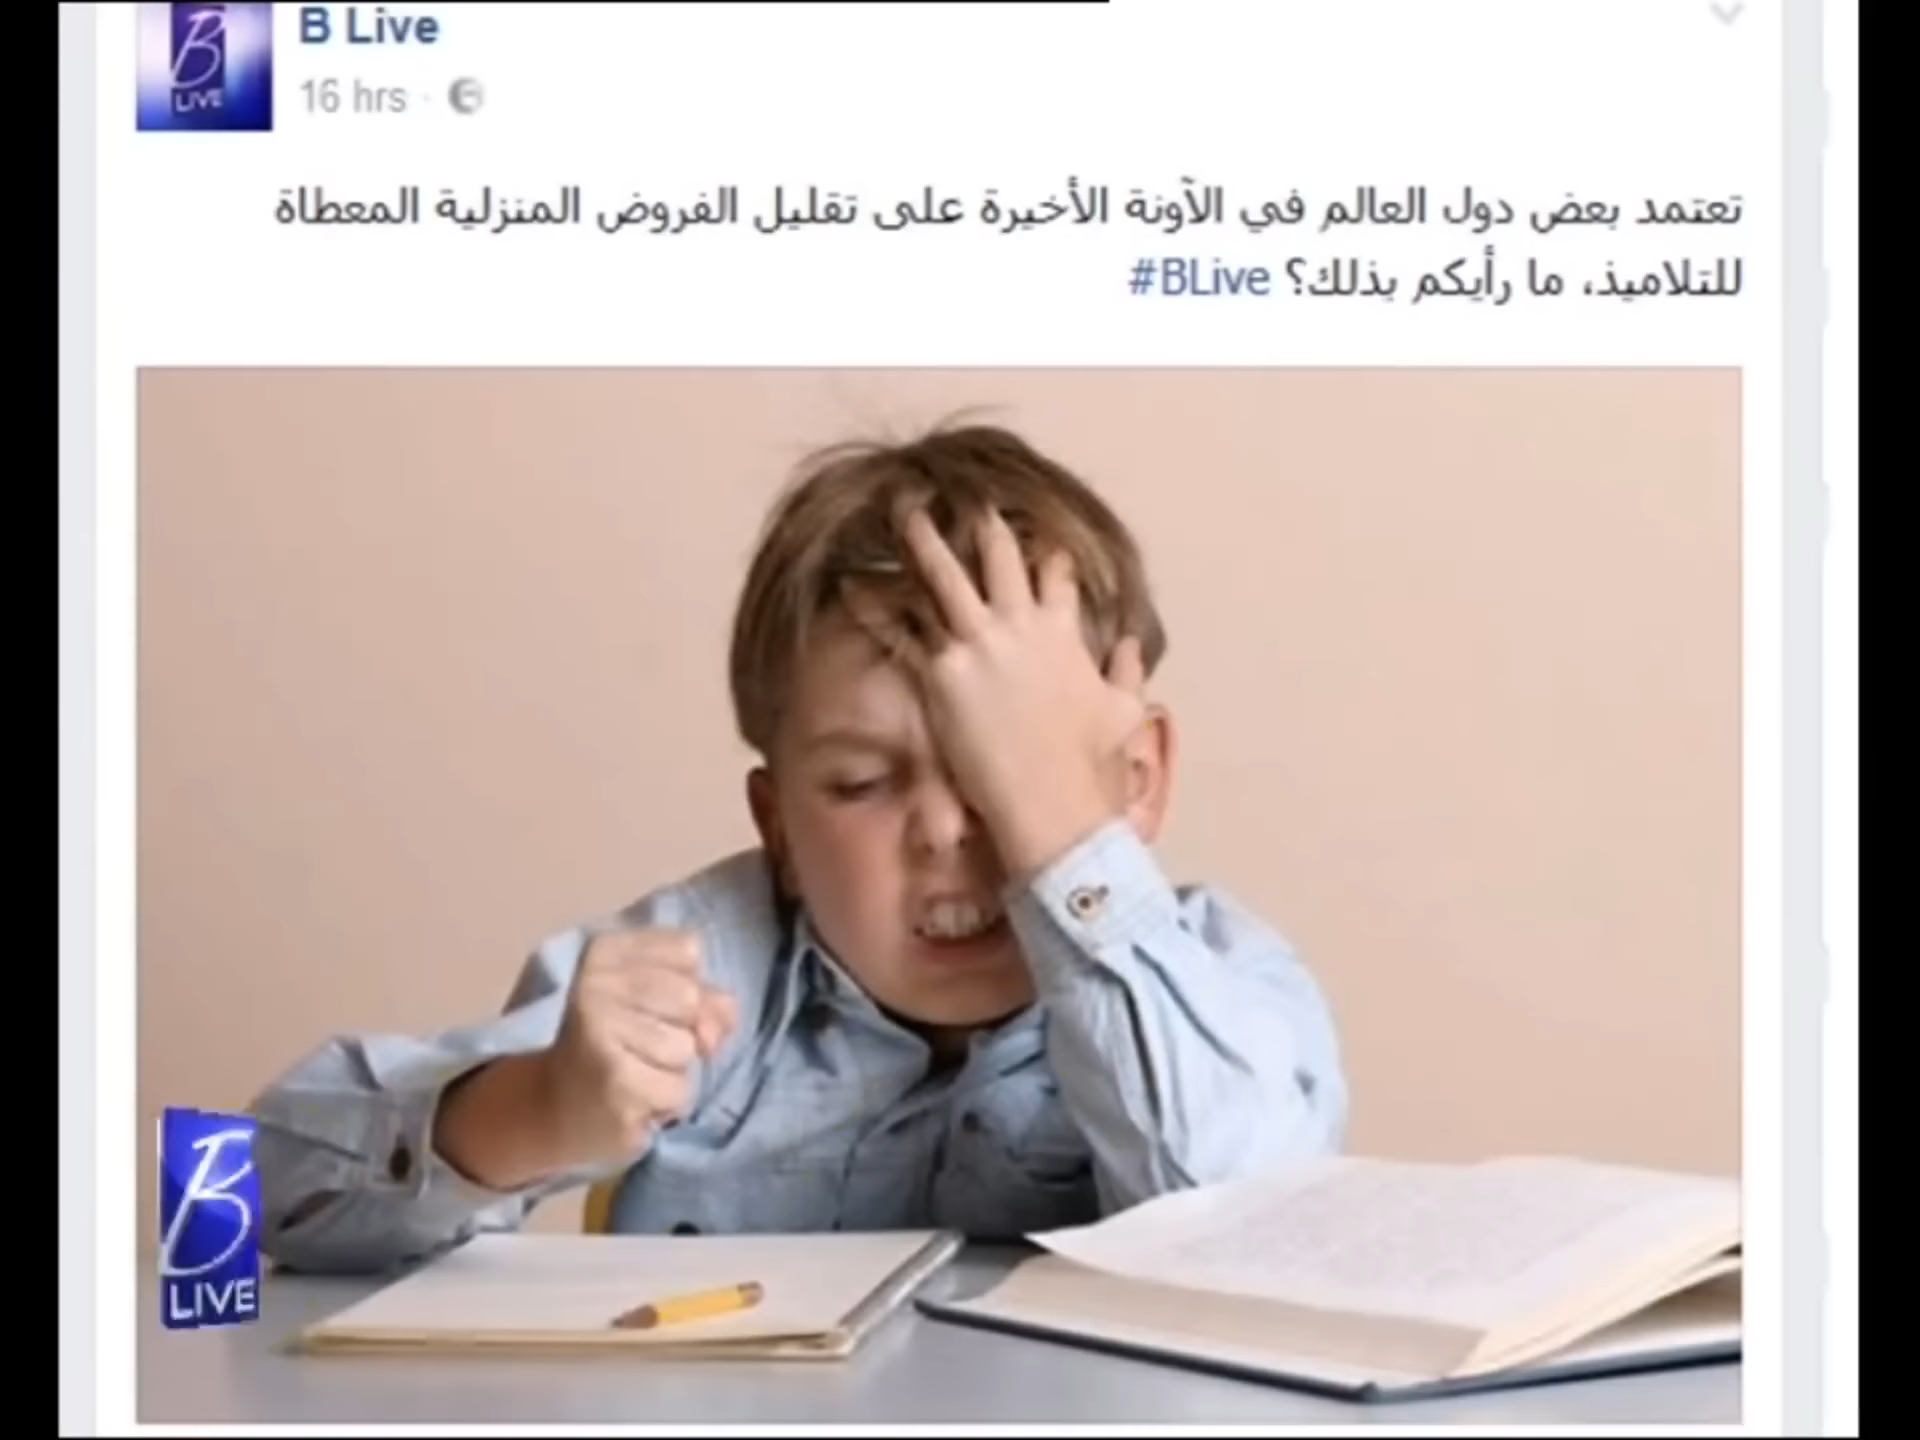 B
LIVE
B Live
16 hrs ·
تعتمد بعض دول العالم في الآونة الأخيرة على تقليل الفروض المنزلية المعطاة
للتلاميذ، ما رأيكم بذلك؟ #BLive
B
LIVE